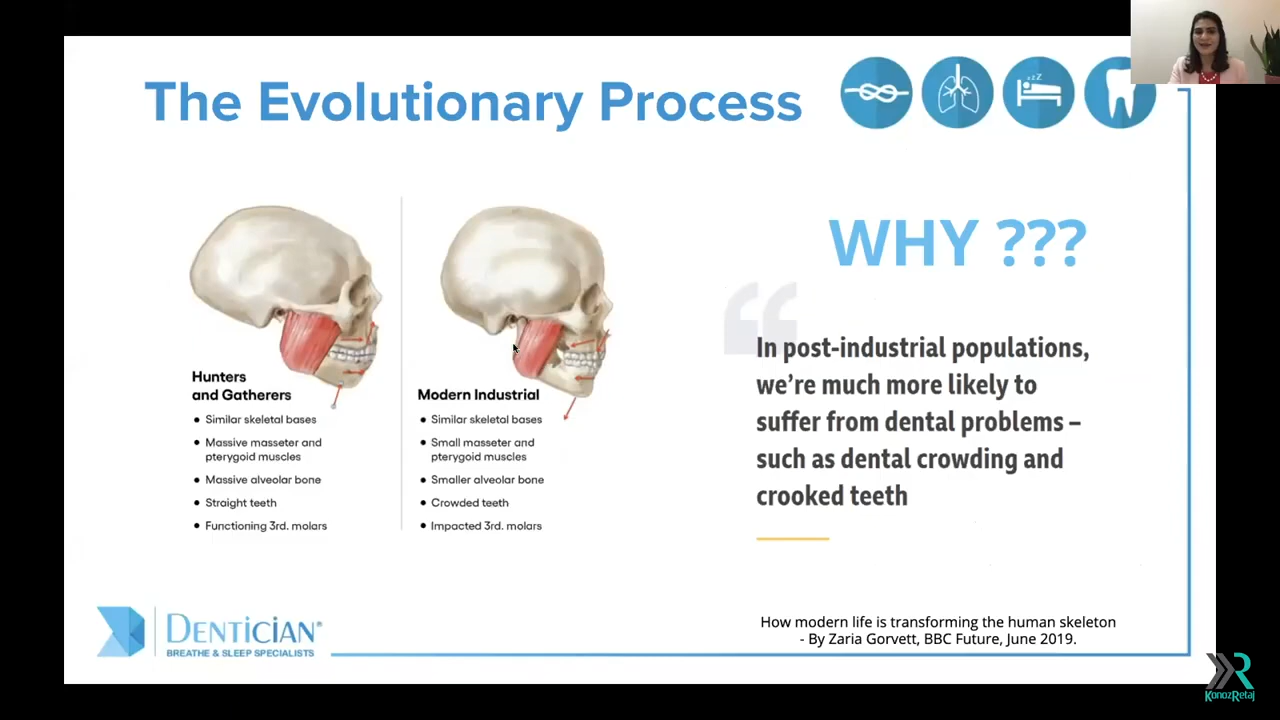 The Evolutionary Process
zzZ
WHY ???
Hunters
and Gatherers
• Similar skeletal bases
• Massive masseter and
pterygoid muscles
• Massive alveolar bone
• Straight teeth
• Functioning 3rd. molars
Modern Industrial
• Similar skeletal bases
• Small masseter and
pterygoid muscles
• Smaller alveolar bone
• Crowded teeth
• Impacted 3rd. molars
“
In post-industrial populations,
we’re much more likely to
suffer from dental problems –
such as dental crowding and
crooked teeth
How modern life is transforming the human skeleton
- By Zaria Gorvett, BBC Future, June 2019.
DENTiCiAN®
BREATHE & SLEEP SPECIALISTS
KonozRetaj